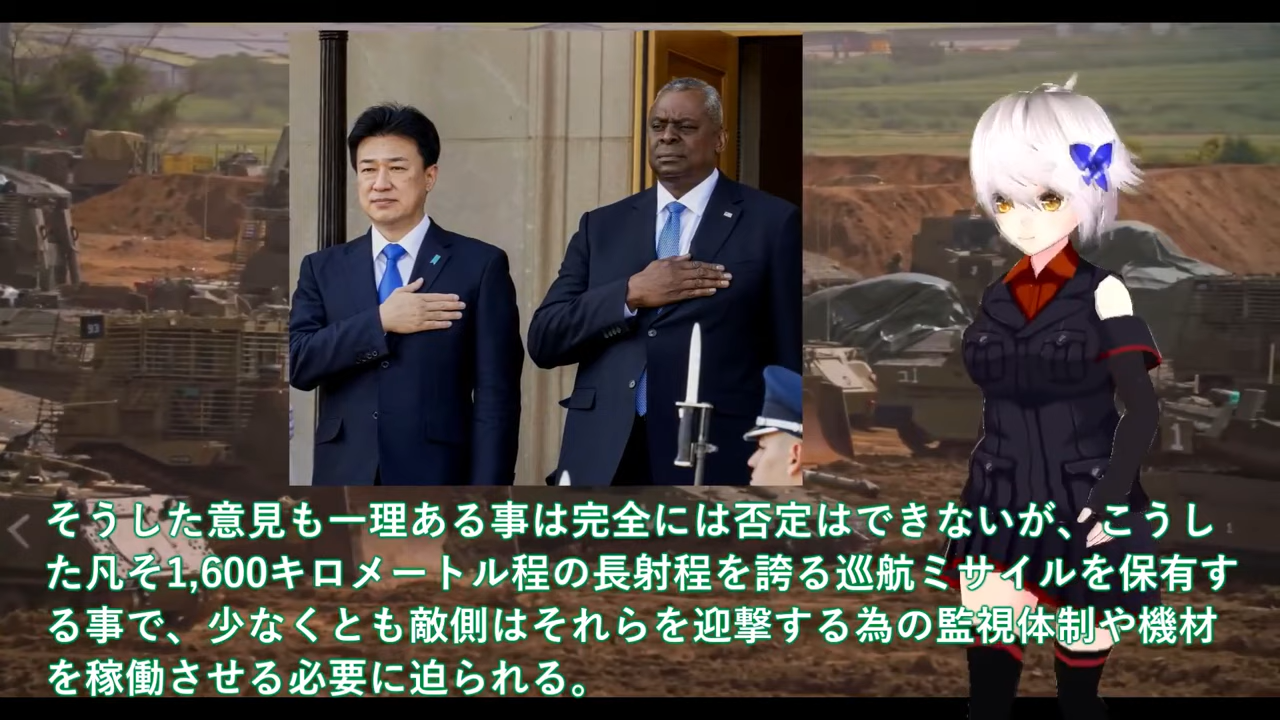 そうした意見も一理ある事は完全には否定はできないが、こうし
た凡そ1,600キロメートル程の長射程を誇る巡航ミサイルを保有す
る事で、少なくとも敵側はそれらを迎撃する為の監視体制や機材
を稼働させる必要に迫られる。
93
1